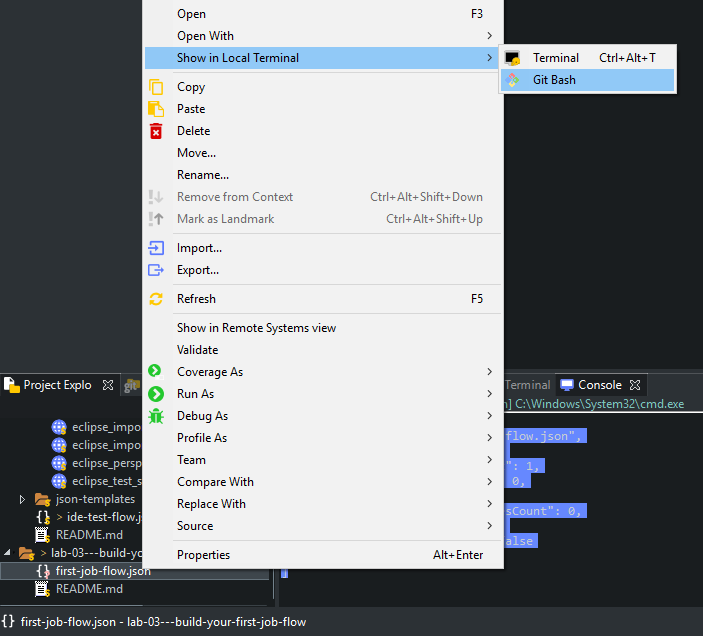 Open F3
Open With
Show in Local Terminal
Terminal Ctrl+Alt+T
Git Bash
Copy
Paste
Delete
Move...
Rename...
Remove from Context Ctrl+Alt+Shift+Down
Mark as Landmark Ctrl+Alt+Shift+Up
Import...
Export...
Refresh F5
Show in Remote Systems view
Validate
Coverage As
Run As
Debug As
Profile As
Team
Compare With
Replace With
Source
Properties Alt+Enter
Project Explo
git
eclipse_impo
eclipse_impo
eclipse_persp
eclipse_test_s
json-templates
> ide-test-flow.js
README.md
> lab-03---build-yo
first-job-flow.json
README.md
Terminal Console
] C:\Windows\System32\cmd.exe
flow.json",
": 1,
0,
sCount": 0,
alse
first-job-flow.json - lab-03---build-your-first-job-flow